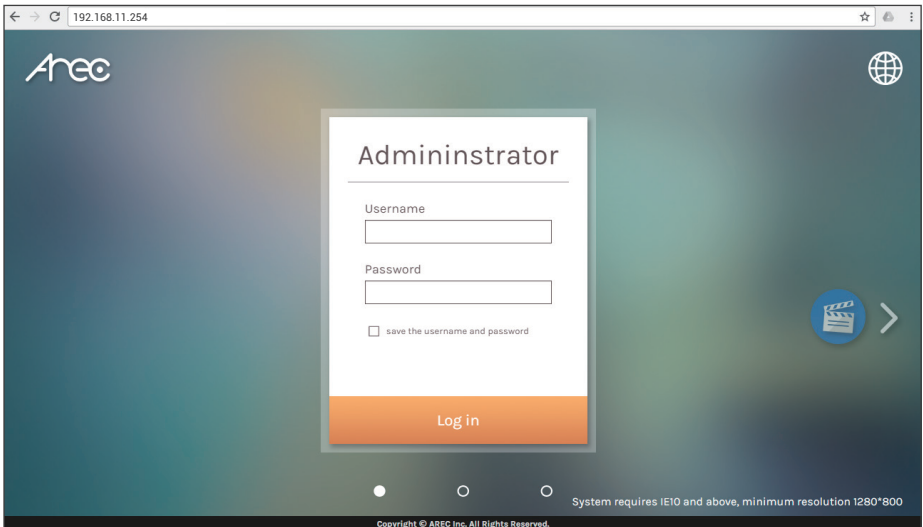 192.168.11.254
Arec
Admininstrator
Username
Password
save the username and password
Log in
System requires IE10 and above, minimum resolution 1280*800
Copyright © AREC Inc. All Rights Reserved.